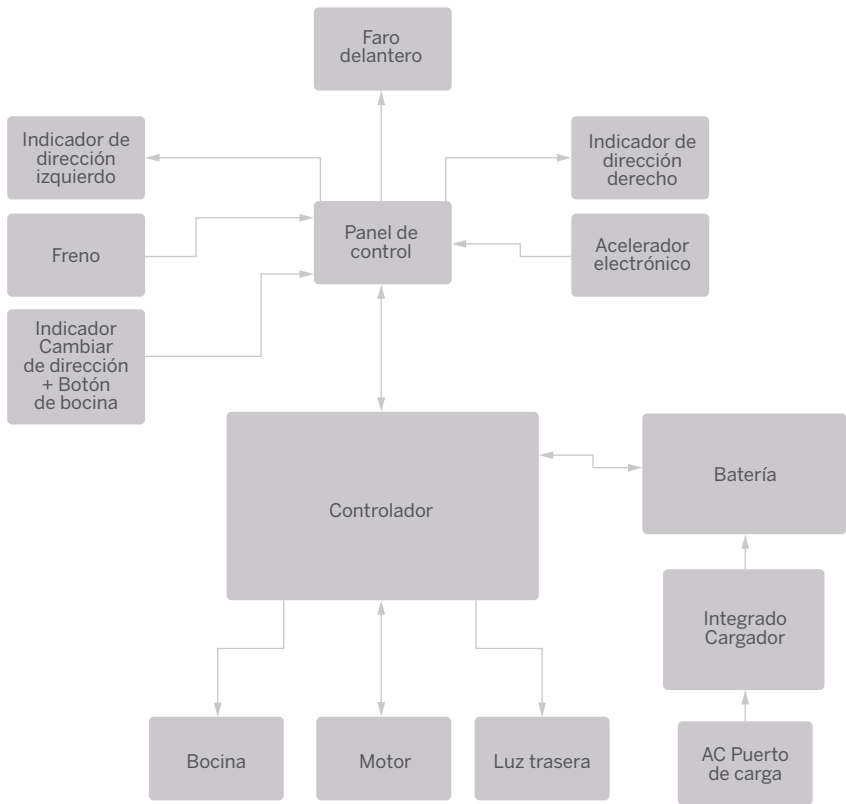 Faro
delantero
Indicador de
dirección
izquierdo
Indicador de
dirección
derecho
Freno
Panel de
control
Acelerador
electrónico
Indicador
Cambiar
de dirección
+ Botón
de bocina
Controlador
Batería
Integrado
Cargador
Bocina
Motor
Luz trasera
AC Puerto
de carga